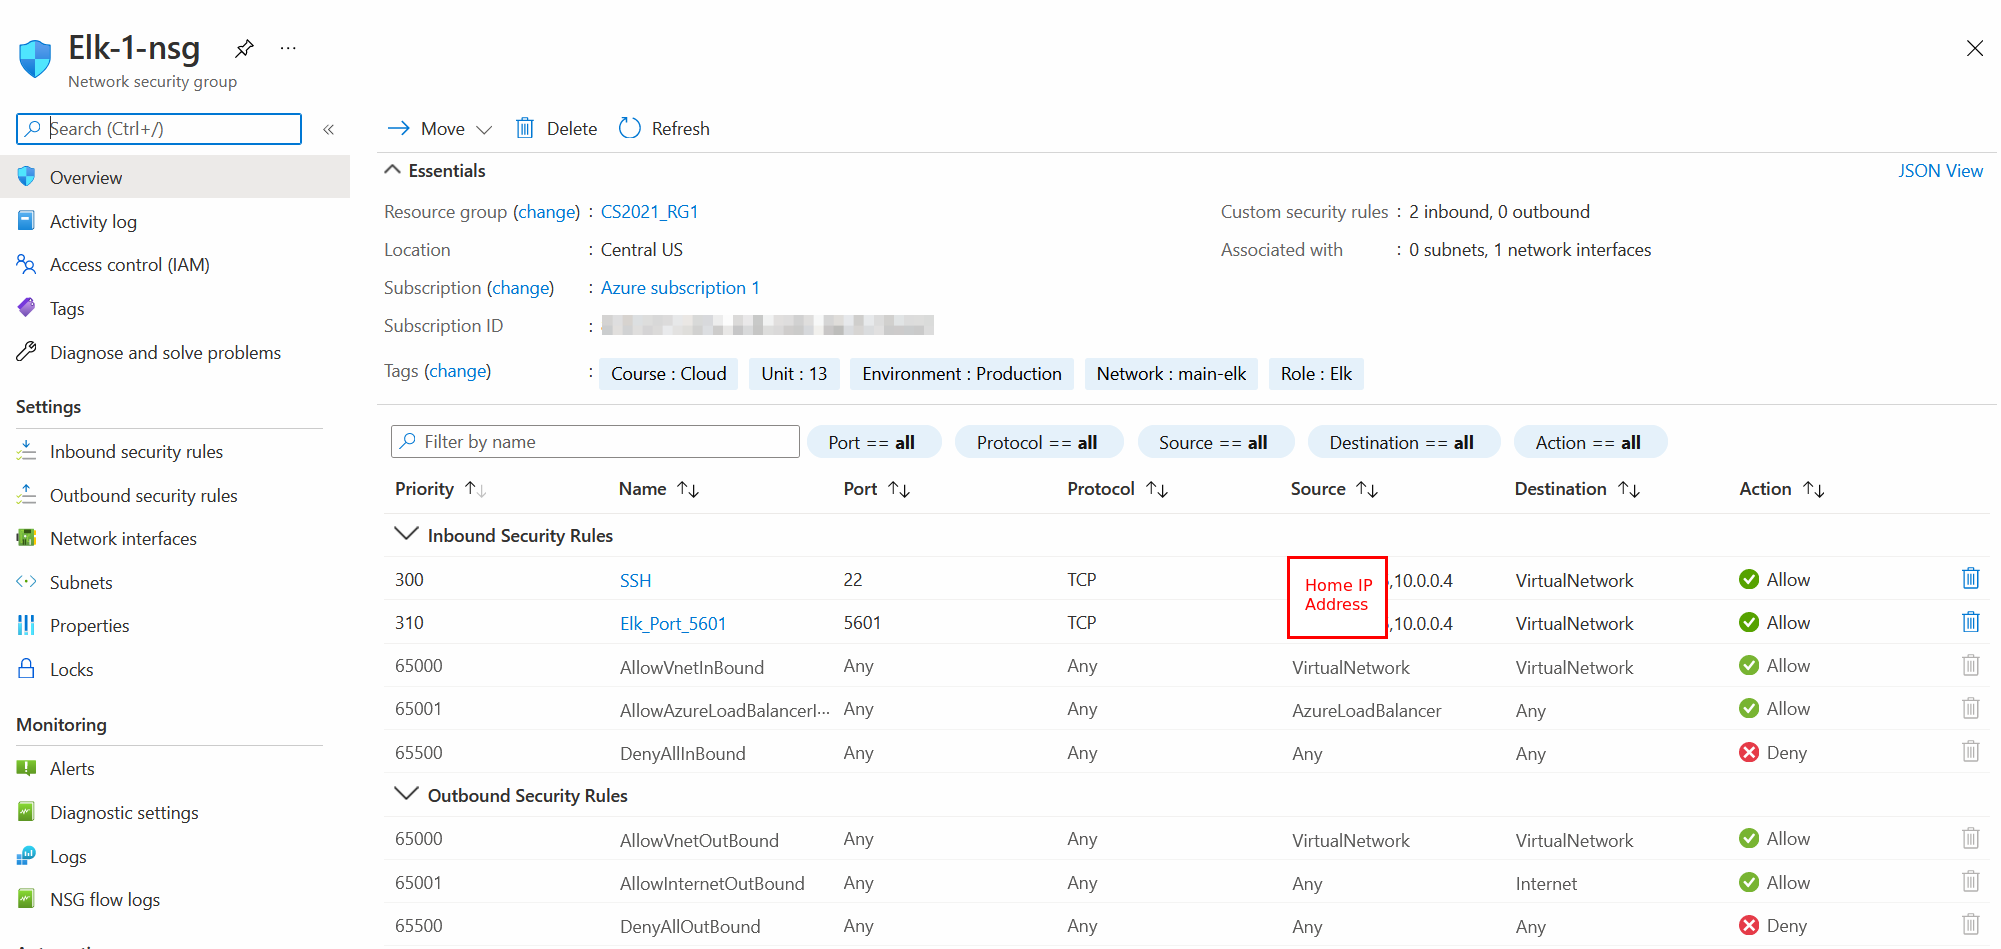 Elk-1-nsg
Network security group
Search (Ctrl+/)
Overview
Activity log
Access control (IAM)
Tags
Diagnose and solve problems
Settings
Inbound security rules
Outbound security rules
Network interfaces
Subnets
Properties
Locks
Monitoring
Alerts
Diagnostic settings
Logs
NSG flow logs
Move Delete Refresh
Essentials JSON View
Resource group (change) : CS2021_RG1 Custom security rules : 2 inbound, 0 outbound
Location : Central US Associated with : 0 subnets, 1 network interfaces
Subscription (change) : Azure subscription 1
Subscription ID :
Tags (change) : Course : Cloud Unit : 13 Environment : Production Network : main-elk Role : Elk
Filter by name Port == all Protocol == all Source == all Destination == all Action == all
Priority Name Port Protocol Source Destination Action
Inbound Security Rules
300 SSH 22 TCP ,10.0.0.4 VirtualNetwork Allow
Home IP
Address
310 Elk_Port_5601 5601 TCP ,10.0.0.4 VirtualNetwork Allow
65000 AllowVnetInBound Any Any VirtualNetwork VirtualNetwork Allow
65001 AllowAzureLoadBalancerI... Any Any AzureLoadBalancer Any Allow
65500 DenyAllInBound Any Any Any Any Deny
Outbound Security Rules
65000 AllowVnetOutBound Any Any VirtualNetwork VirtualNetwork Allow
65001 AllowInternetOutBound Any Any Any Internet Allow
65500 DenyAllOutBound Any Any Any Any Deny